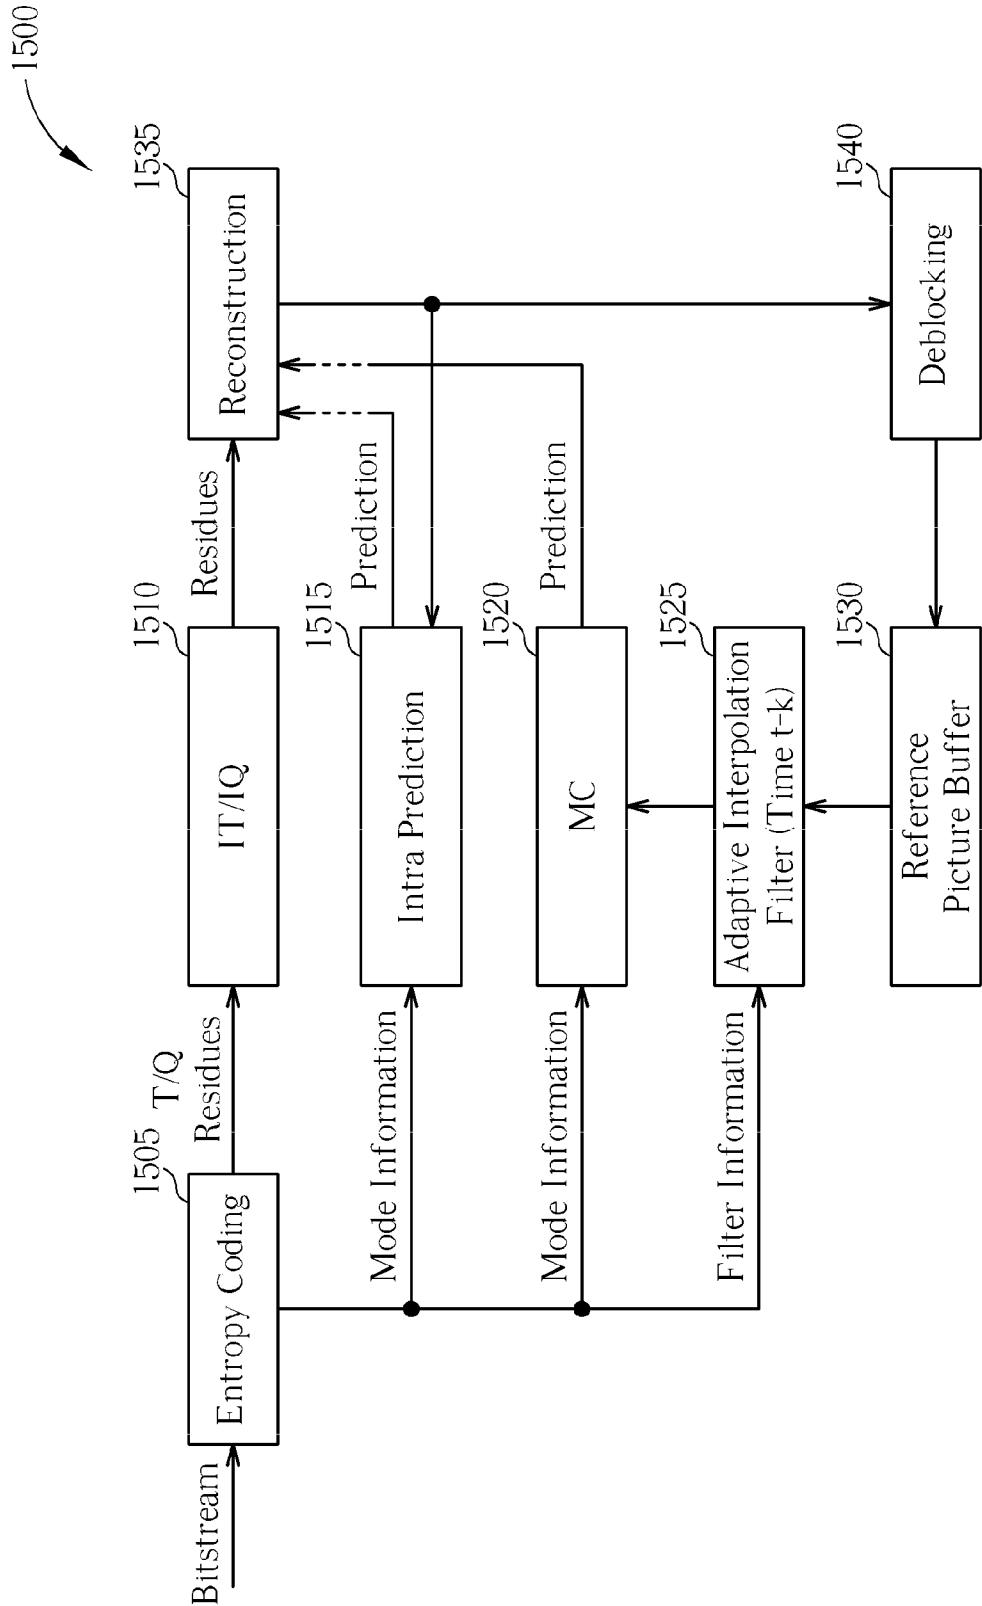 1500
Bitstream
1505
Entropy Coding
T/Q
Residues
1510
IT/IQ
Residues
1535
Reconstruction
Mode Information
1515
Intra Prediction
Prediction
Mode Information
1520
MC
Prediction
Filter Information
1525
Adaptive Interpolation
Filter (Time t-k)
1530
Reference
Picture Buffer
1540
Deblocking